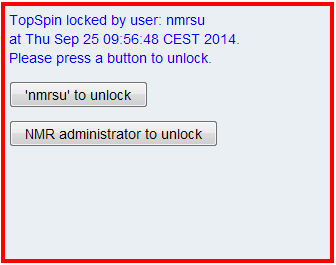 TopSpin locked by user: nmrsu
at Thu Sep 25 09:56:48 CEST 2014.
Please press a button to unlock.
'nmrsu' to unlock
NMR administrator to unlock